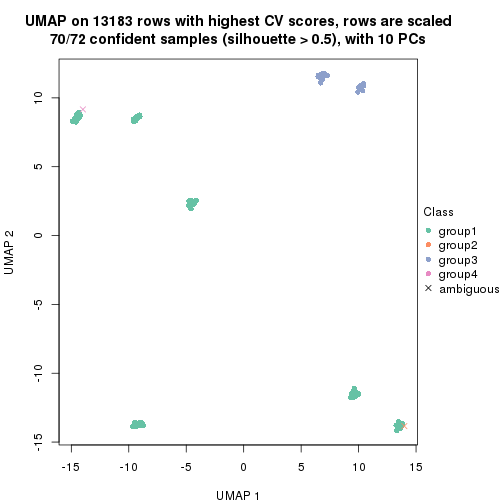 UMAP on 13183 rows with highest CV scores, rows are scaled
70/72 confident samples (silhouette > 0.5), with 10 PCs
UMAP 2
10
5
0
-5
-10
-15
-15
-10
-5
0
5
10
15
UMAP 1
Class
group1
group2
group3
group4
ambiguous